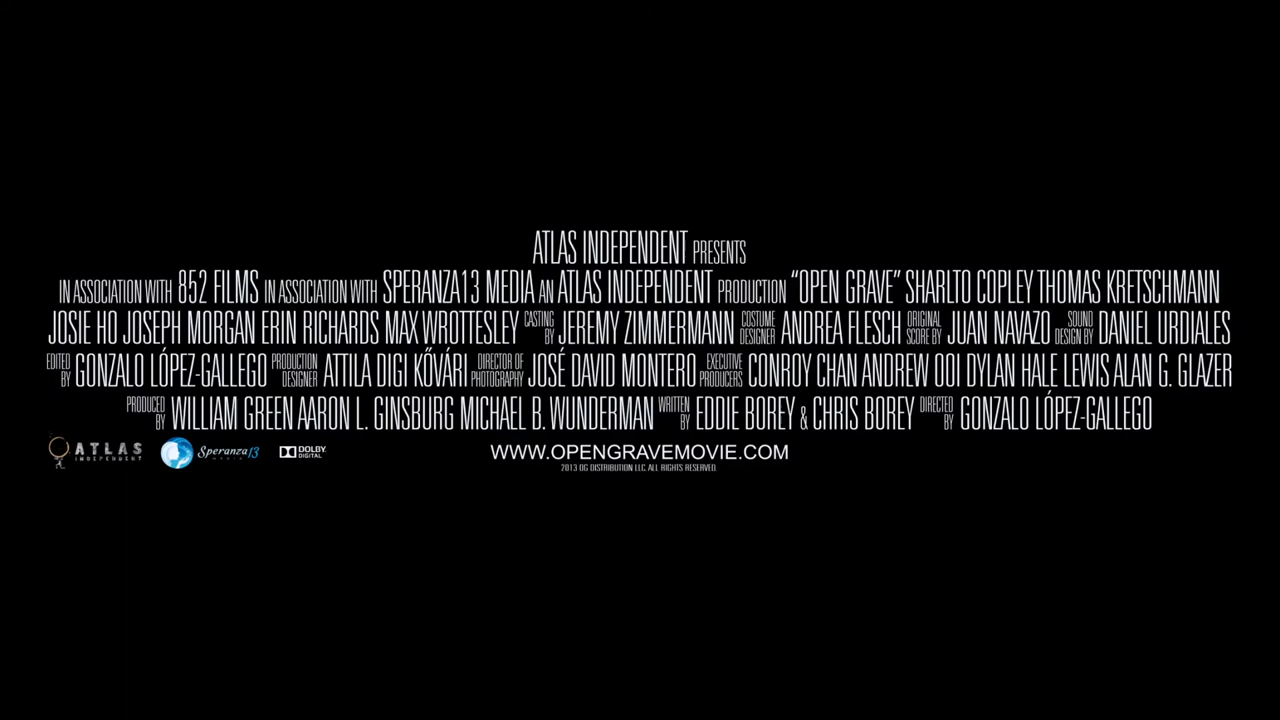 ATLAS INDEPENDENT PRESENTS
IN ASSOCIATION WITH 852 FILMS IN ASSOCIATION WITH SPERANZA13 MEDIA AN ATLAS INDEPENDENT PRODUCTION “OPEN GRAVE” SHARLTO COPLEY THOMAS KRETSCHMANN
JOSIE HO JOSEPH MORGAN ERIN RICHARDS MAX WROTTESLEY CASTING BY JEREMY ZIMMERMANN COSTUME DESIGNER ANDREA FLESCH ORIGINAL SCORE BY JUAN NAVAZO SOUND DESIGN BY DANIEL URDIALES
EDITED BY GONZALO LÓPEZ-GALLEGO PRODUCTION DESIGNER ATTILA DIGI KŐVÁRI DIRECTOR OF PHOTOGRAPHY JOSÉ DAVID MONTERO EXECUTIVE PRODUCERS CONROY CHAN ANDREW OOI DYLAN HALE LEWIS ALAN G. GLAZER
PRODUCED BY WILLIAM GREEN AARON L. GINSBURG MICHAEL B. WUNDERMAN WRITTEN BY EDDIE BOREY & CHRIS BOREY DIRECTED BY GONZALO LÓPEZ-GALLEGO
ATLAS INDEPENDENT
Speranza13 MEDIA
DOLBY DIGITAL
WWW.OPENGRAVEMOVIE.COM
2013 OG DISTRIBUTION LLC. ALL RIGHTS RESERVED.